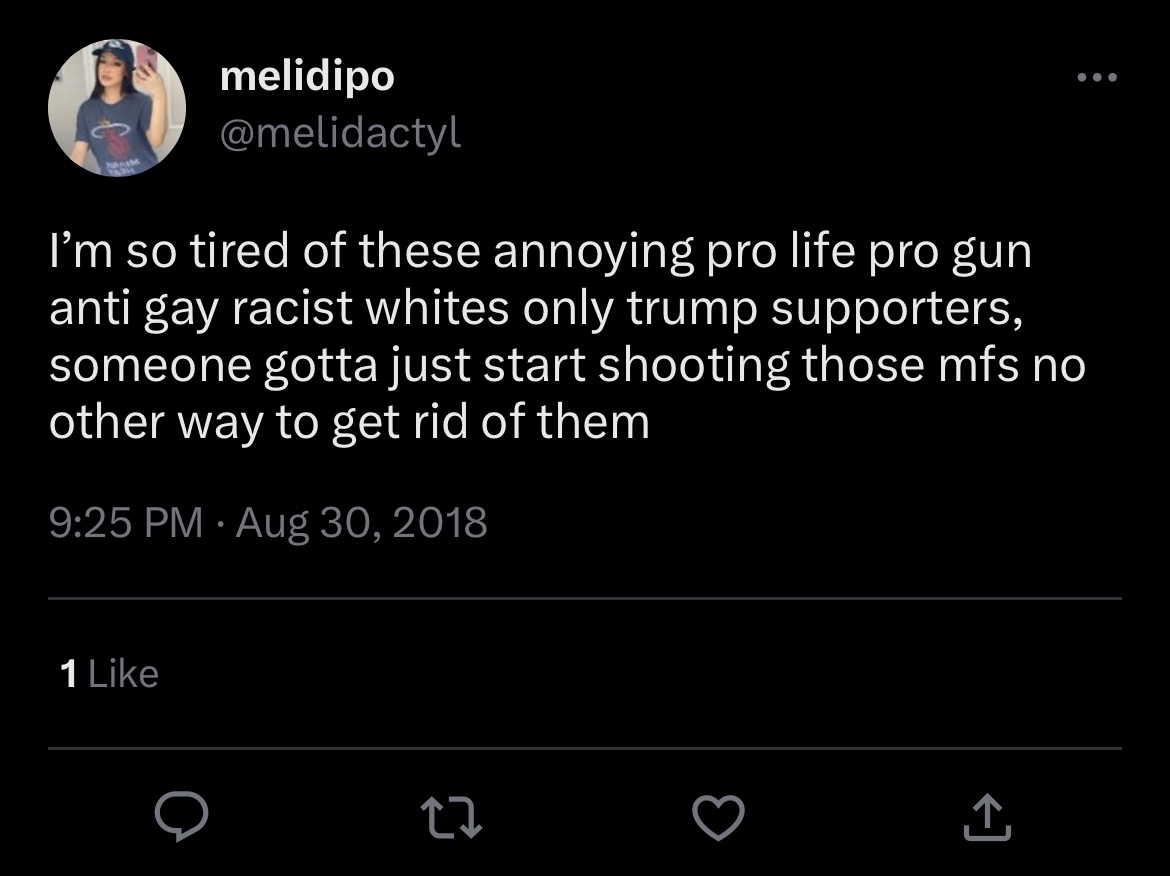 melidipo
@melidactyl
I’m so tired of these annoying pro life pro gun
anti gay racist whites only trump supporters,
someone gotta just start shooting those mfs no
other way to get rid of them
9:25 PM · Aug 30, 2018
1 Like